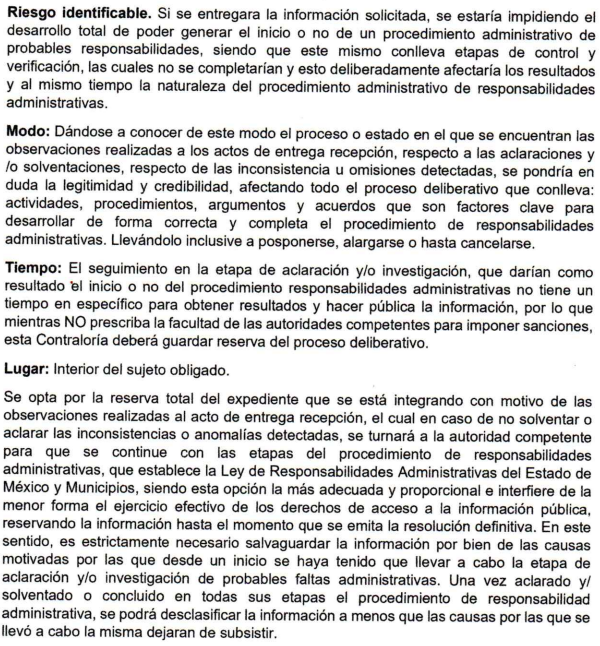 Riesgo identificable. Si se entregara la información solicitada, se estaría impidiendo el
desarrollo total de poder generar el inicio o no de un procedimiento administrativo de
probables responsabilidades, siendo que este mismo conlleva etapas de control y
verificación, las cuales no se completarían y esto deliberadamente afectaría los resultados
y al mismo tiempo la naturaleza del procedimiento administrativo de responsabilidades
administrativas.
Modo: Dándose a conocer de este modo el proceso o estado en el que se encuentran las
observaciones realizadas a los actos de entrega recepción, respecto a las aclaraciones y
/o solventaciones, respecto de las inconsistencia u omisiones detectadas, se pondría en
duda la legitimidad y credibilidad, afectando todo el proceso deliberativo que conlleva:
actividades, procedimientos, argumentos y acuerdos que son factores clave para
desarrollar de forma correcta y completa el procedimiento de responsabilidades
administrativas. Llevándolo inclusive a posponerse, alargarse o hasta cancelarse.
Tiempo: El seguimiento en la etapa de aclaración y/o investigación, que darían como
resultado el inicio o no del procedimiento responsabilidades administrativas no tiene un
tiempo en específico para obtener resultados y hacer pública la información, por lo que
mientras NO prescriba la facultad de las autoridades competentes para imponer sanciones,
esta Contraloría deberá guardar reserva del proceso deliberativo.
Lugar: Interior del sujeto obligado.
Se opta por la reserva total del expediente que se está integrando con motivo de las
observaciones realizadas al acto de entrega recepción, el cual en caso de no solventar o
aclarar las inconsistencias o anomalías detectadas, se turnará a la autoridad competente
para que se continue con las etapas del procedimiento de responsabilidades
administrativas, que establece la Ley de Responsabilidades Administrativas del Estado de
México y Municipios, siendo esta opción la más adecuada y proporcional e interfiere de la
menor forma el ejercicio efectivo de los derechos de acceso a la información pública,
reservando la información hasta el momento que se emita la resolución definitiva. En este
sentido, es estrictamente necesario salvaguardar la información por bien de las causas
motivadas por las que desde un inicio se haya tenido que llevar a cabo la etapa de
aclaración y/o investigación de probables faltas administrativas. Una vez aclarado y/
solventado o concluido en todas sus etapas el procedimiento de responsabilidad
administrativa, se podrá desclasificar la información a menos que las causas por las que se
llevó a cabo la misma dejaran de subsistir.